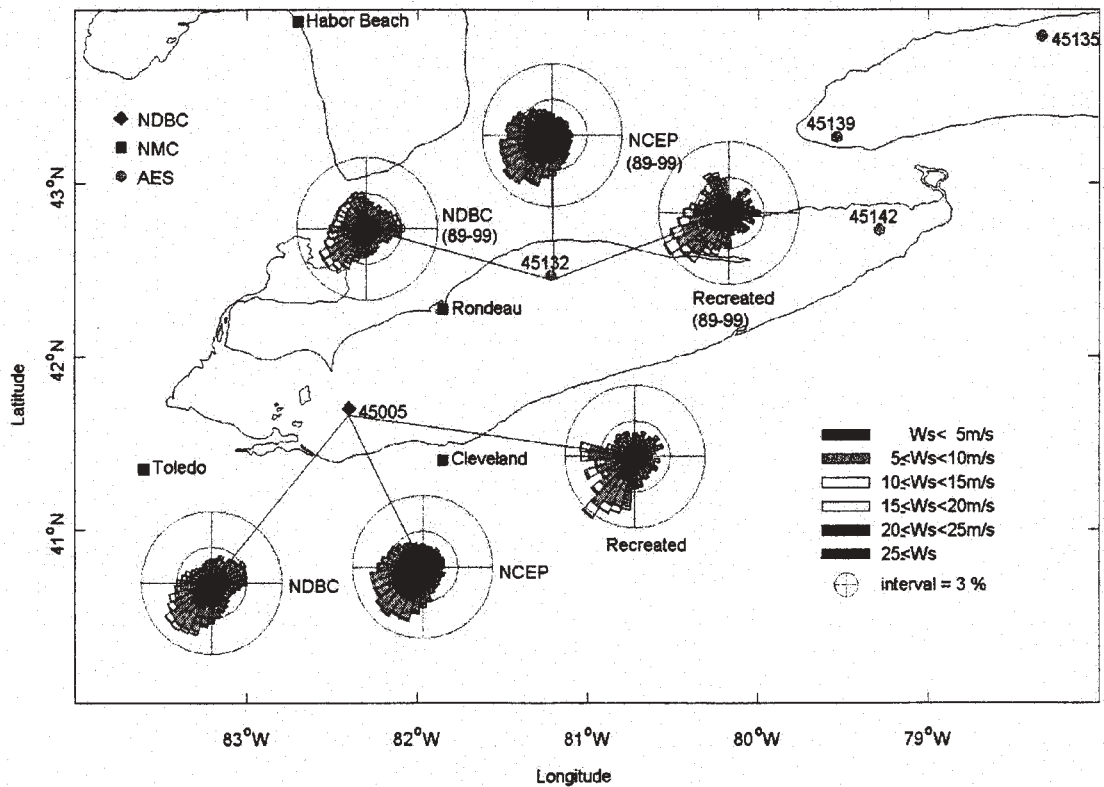 Habor Beach
45135
NDBC
NMC
AES
NCEP
(89-99)
45139
43°N
NDBC
(89-99)
45142
45132
Recreated
(89-99)
Rondeau
42°N
Latitude
45005
Toledo
Cleveland
Ws< 5m/s
5≤Ws<10m/s
10≤Ws<15m/s
15≤Ws<20m/s
20≤Ws<25m/s
25≤Ws
interval = 3 %
41°N
Recreated
NDBC
NCEP
83°W
82°W
81°W
80°W
79°W
Longitude